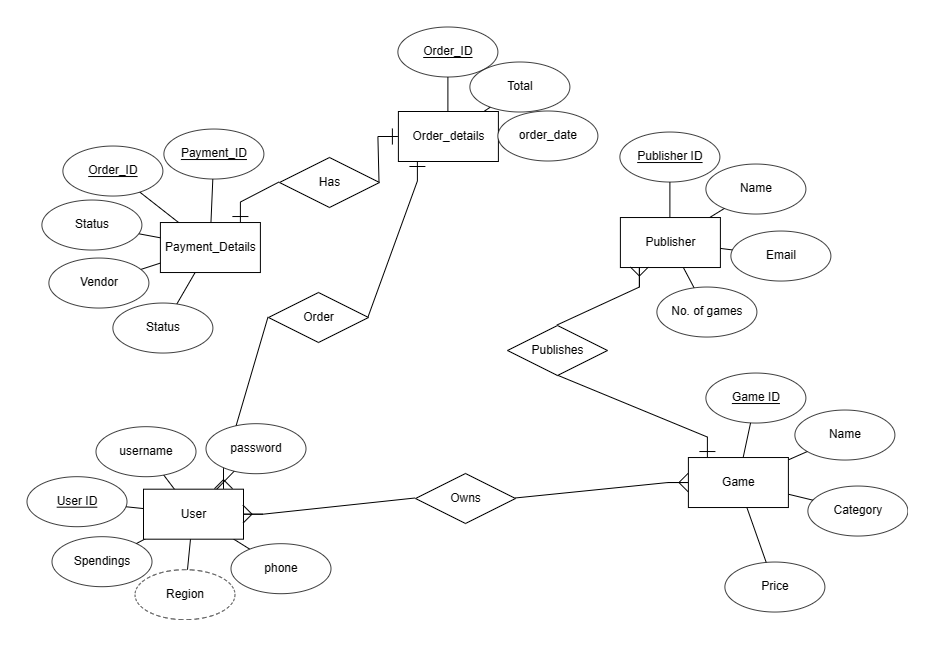 Order_ID
Total
Order_details
order_date
Payment_ID
Order_ID
Publisher ID
Has
Name
Status
Payment_Details
Publisher
Email
Vendor
No. of games
Order
Status
Publishes
Game ID
Name
username
password
Game
Owns
User ID
User
Category
Spendings
phone
Price
Region